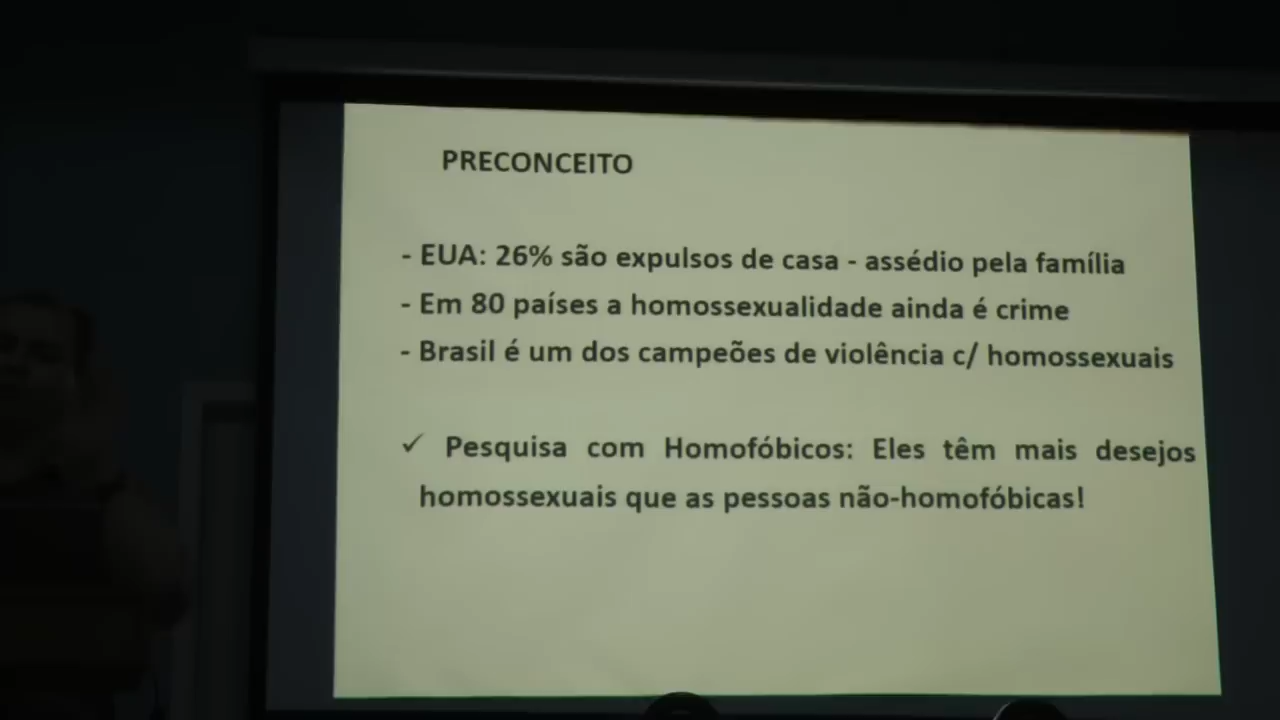 PRECONCEITO
- EUA: 26% são expulsos de casa - assédio pela família
- Em 80 países a homossexualidade ainda é crime
- Brasil é um dos campeões de violência c/ homossexuais
✓ Pesquisa com Homofóbicos: Eles têm mais desejos
homossexuais que as pessoas não-homofóbicas!